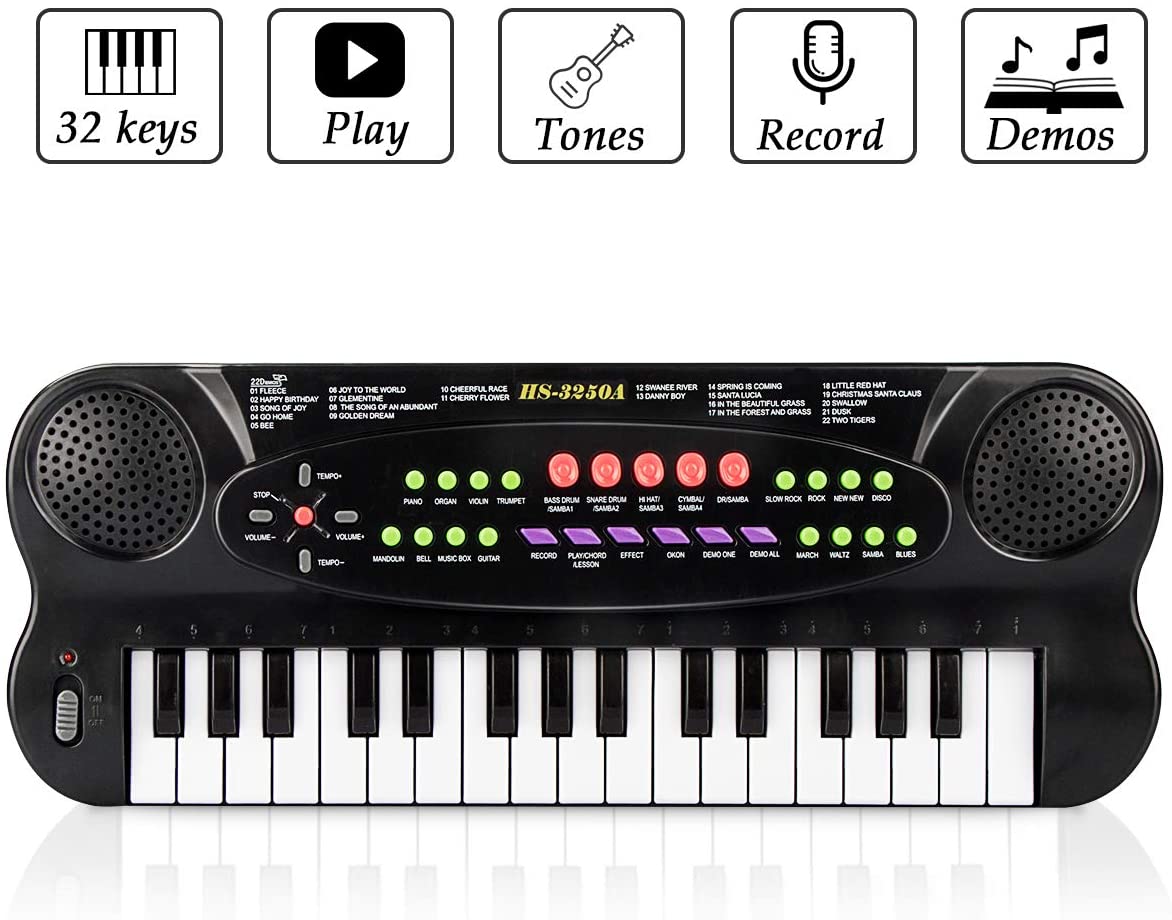 32 keys
Play
Tones
Record
Demos
22DEMOS
01 FLEECE
02 HAPPY BIRTHDAY
03 SONG OF JOY
04 GO HOME
05 BEE
06 JOY TO THE WORLD
07 GLEMENTINE
08 THE SONG OF AN ABUNDANT
09 GOLDEN DREAM
10 CHEERFUL RACE
11 CHERRY FLOWER
HS-3250A
12 SWANEE RIVER
13 DANNY BOY
14 SPRING IS COMING
15 SANTA LUCIA
16 IN THE BEAUTIFUL GRASS
17 IN THE FOREST AND GRASS
18 LITTLE RED HAT
19 CHRISTMAS SANTA CLAUS
20 SWALLOW
21 DUSK
22 TWO TIGERS
TEMPO+
STOP
VOLUME-
VOLUME+
TEMPO-
PIANO ORGAN VIOLIN TRUMPET
MANDOLIN BELL MUSIC BOX GUITAR
BASS DRUM
/SAMBA1
SNARE DRUM
/SAMBA2
HI HAT/
SAMBA3
CYMBAL/
SAMBA4
DR/SAMBA
RECORD
PLAY/CHORD
/LESSON
EFFECT
OKON
DEMO ONE
DEMO ALL
SLOW ROCK ROCK NEW NEW DISCO
MARCH WALTZ SAMBA BLUES
4 5 6 7 1 2 3 4 5 6 7 1 2 3 4 5 6 7 1
ON
OFF